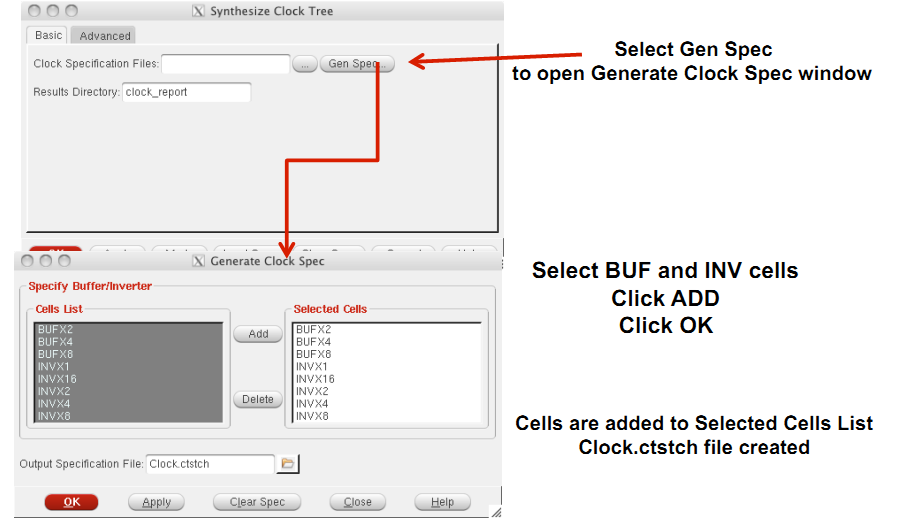 Synthesize Clock Tree
Basic Advanced
Clock Specification Files: ... Gen Spec...
Results Directory: clock_report
Select Gen Spec
to open Generate Clock Spec window
Generate Clock Spec
Specify Buffer/Inverter
Cells List
BUFX2
BUFX4
BUFX8
INVX1
INVX16
INVX2
INVX4
INVX8
Add
Delete
Selected Cells
BUFX2
BUFX4
BUFX8
INVX1
INVX16
INVX2
INVX4
INVX8
Output Specification File: Clock.ctstch
OK Apply Clear Spec Close Help
Select BUF and INV cells
Click ADD
Click OK
Cells are added to Selected Cells List
Clock.ctstch file created